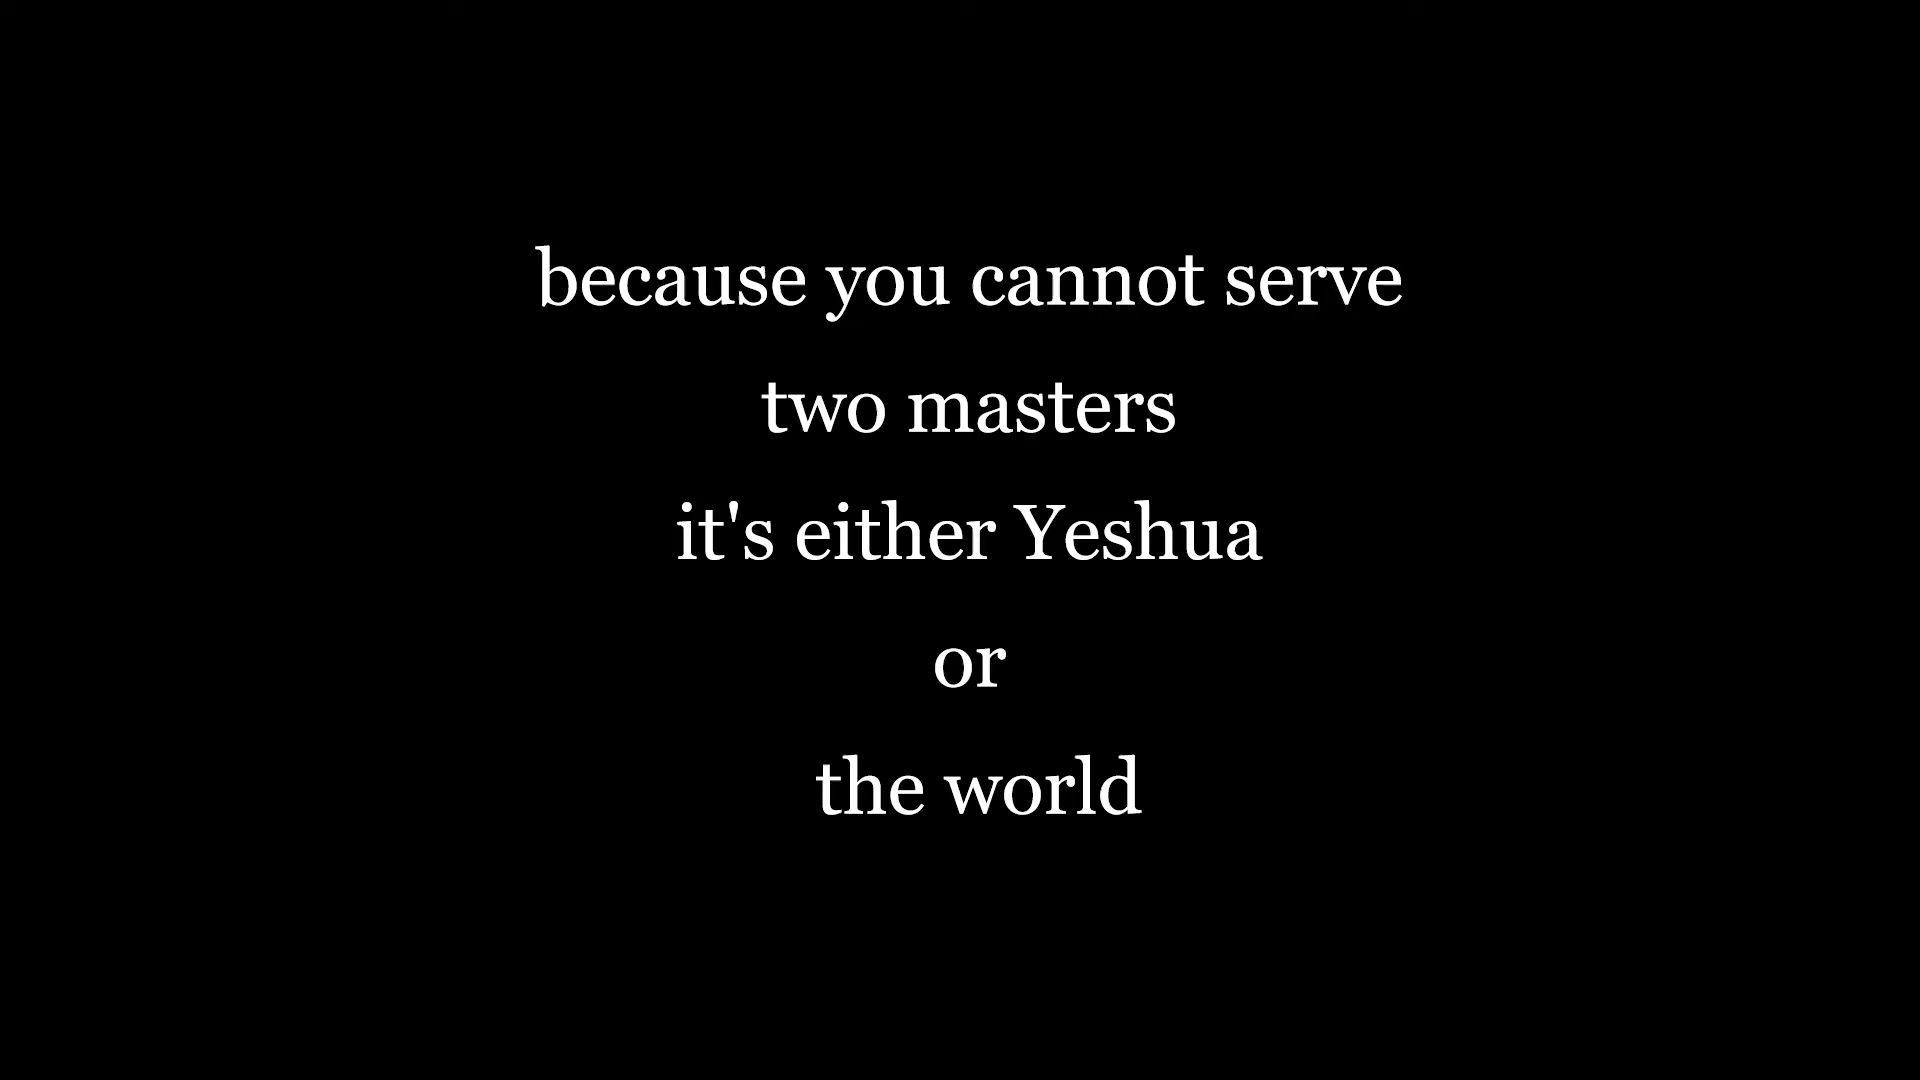 because you cannot serve
two masters
it's either Yeshua
or
the world